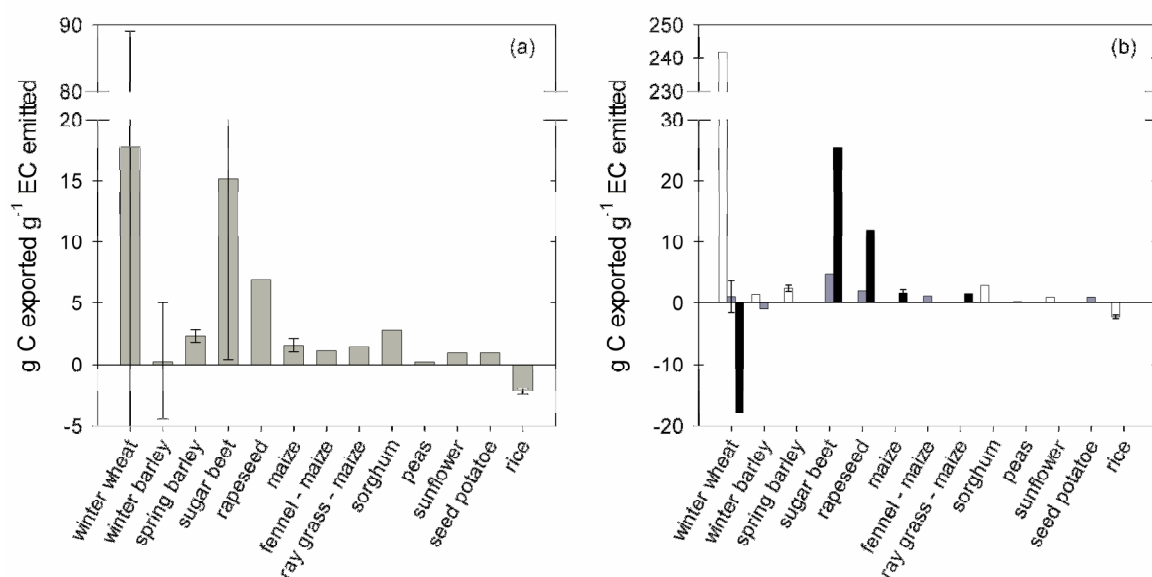 (a)
g C exported g-1 EC emitted
90
80
20
15
10
5
0
-5
winter wheat
winter barley
spring barley
sugar beet
rapeseed
maize
fennel - maize
ray grass - maize
sorghum
peas
sunflower
seed potatoe
rice
(b)
g C exported g-1 EC emitted
250
240
230
30
20
10
0
-10
-20
winter wheat
winter barley
spring barley
sugar beet
rapeseed
maize
fennel - maize
ray grass - maize
sorghum
peas
sunflower
seed potatoe
rice